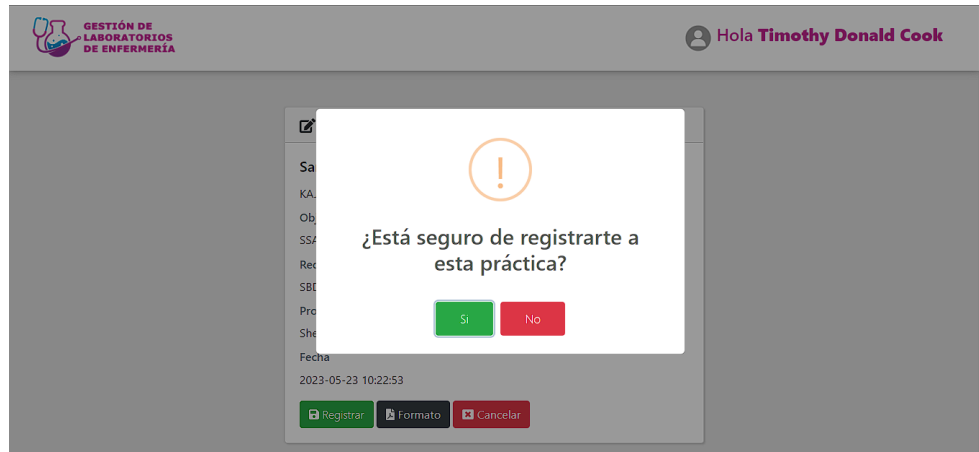 GESTIÓN DE
LABORATORIOS
DE ENFERMERÍA
Hola Timothy Donald Cook
¿Está seguro de registrarte a
esta práctica?
Si
No
Fecha
2023-05-23 10:22:53
Registrar
Formato
Cancelar